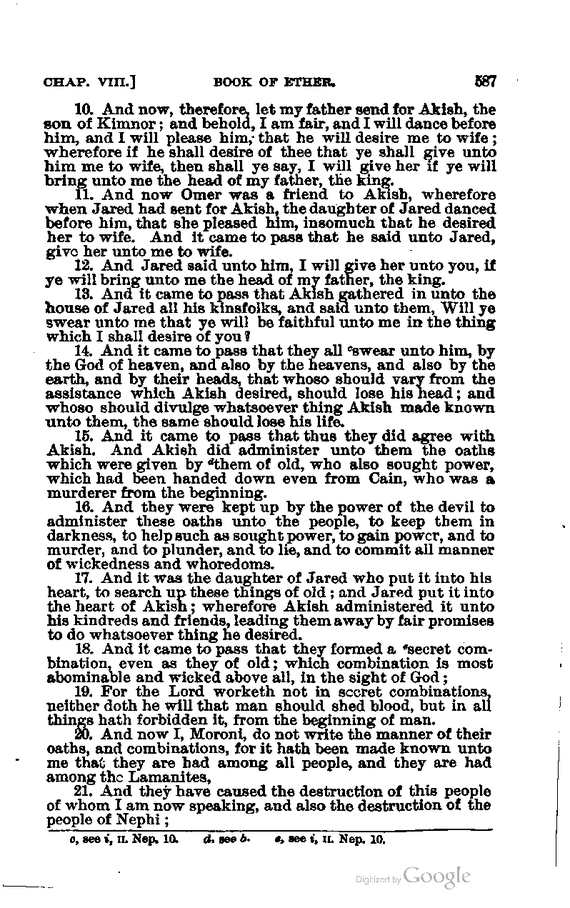 CHAP. VIII.] BOOK OF ETHER. 587
10. And now, therefore, let my father send for Akish, the
son of Kimnor; and behold, I am fair, and I will dance before
him, and I will please him, that he will desire me to wife;
wherefore if he shall desire of thee that ye shall give unto
him me to wife, then shall ye say, I will give her if ye will
bring unto me the head of my father, the king.
11. And now Omer was a friend to Akish, wherefore
when Jared had sent for Akish, the daughter of Jared danced
before him, that she pleased him, insomuch that he desired
her to wife. And it came to pass that he said unto Jared,
give her unto me to wife.
12. And Jared said unto him, I will give her unto you, if
ye will bring unto me the head of my father, the king.
13. And it came to pass that Akish gathered in unto the
house of Jared all his kinsfolks, and said unto them, Will ye
swear unto me that ye will be faithful unto me in the thing
which I shall desire of you?
14. And it came to pass that they all cswear unto him, by
the God of heaven, and also by the heavens, and also by the
earth, and by their heads, that whoso should vary from the
assistance which Akish desired, should lose his head; and
whoso should divulge whatsoever thing Akish made known
unto them, the same should lose his life.
15. And it came to pass that thus they did agree with
Akish. And Akish did administer unto them the oaths
which were given by dthem of old, who also sought power,
which had been handed down even from Cain, who was a
murderer from the beginning.
16. And they were kept up by the power of the devil to
administer these oaths unto the people, to keep them in
darkness, to help such as sought power, to gain power, and to
murder, and to plunder, and to lie, and to commit all manner
of wickedness and whoredoms.
17. And it was the daughter of Jared who put it into his
heart, to search up these things of old; and Jared put it into
the heart of Akish; wherefore Akish administered it unto
his kindreds and friends, leading them away by fair promises
to do whatsoever thing he desired.
18. And it came to pass that they formed a esecret com-
bination, even as they of old; which combination is most
abominable and wicked above all, in the sight of God;
19. For the Lord worketh not in secret combinations,
neither doth he will that man should shed blood, but in all
things hath forbidden it, from the beginning of man.
20. And now I, Moroni, do not write the manner of their
oaths, and combinations, for it hath been made known unto
me that they are had among all people, and they are had
among the Lamanites,
21. And they have caused the destruction of this people
of whom I am now speaking, and also the destruction of the
people of Nephi;
c, see i, II. Nep. 10. d, see b. e, see i, II. Nep. 10.
Digitized by Google